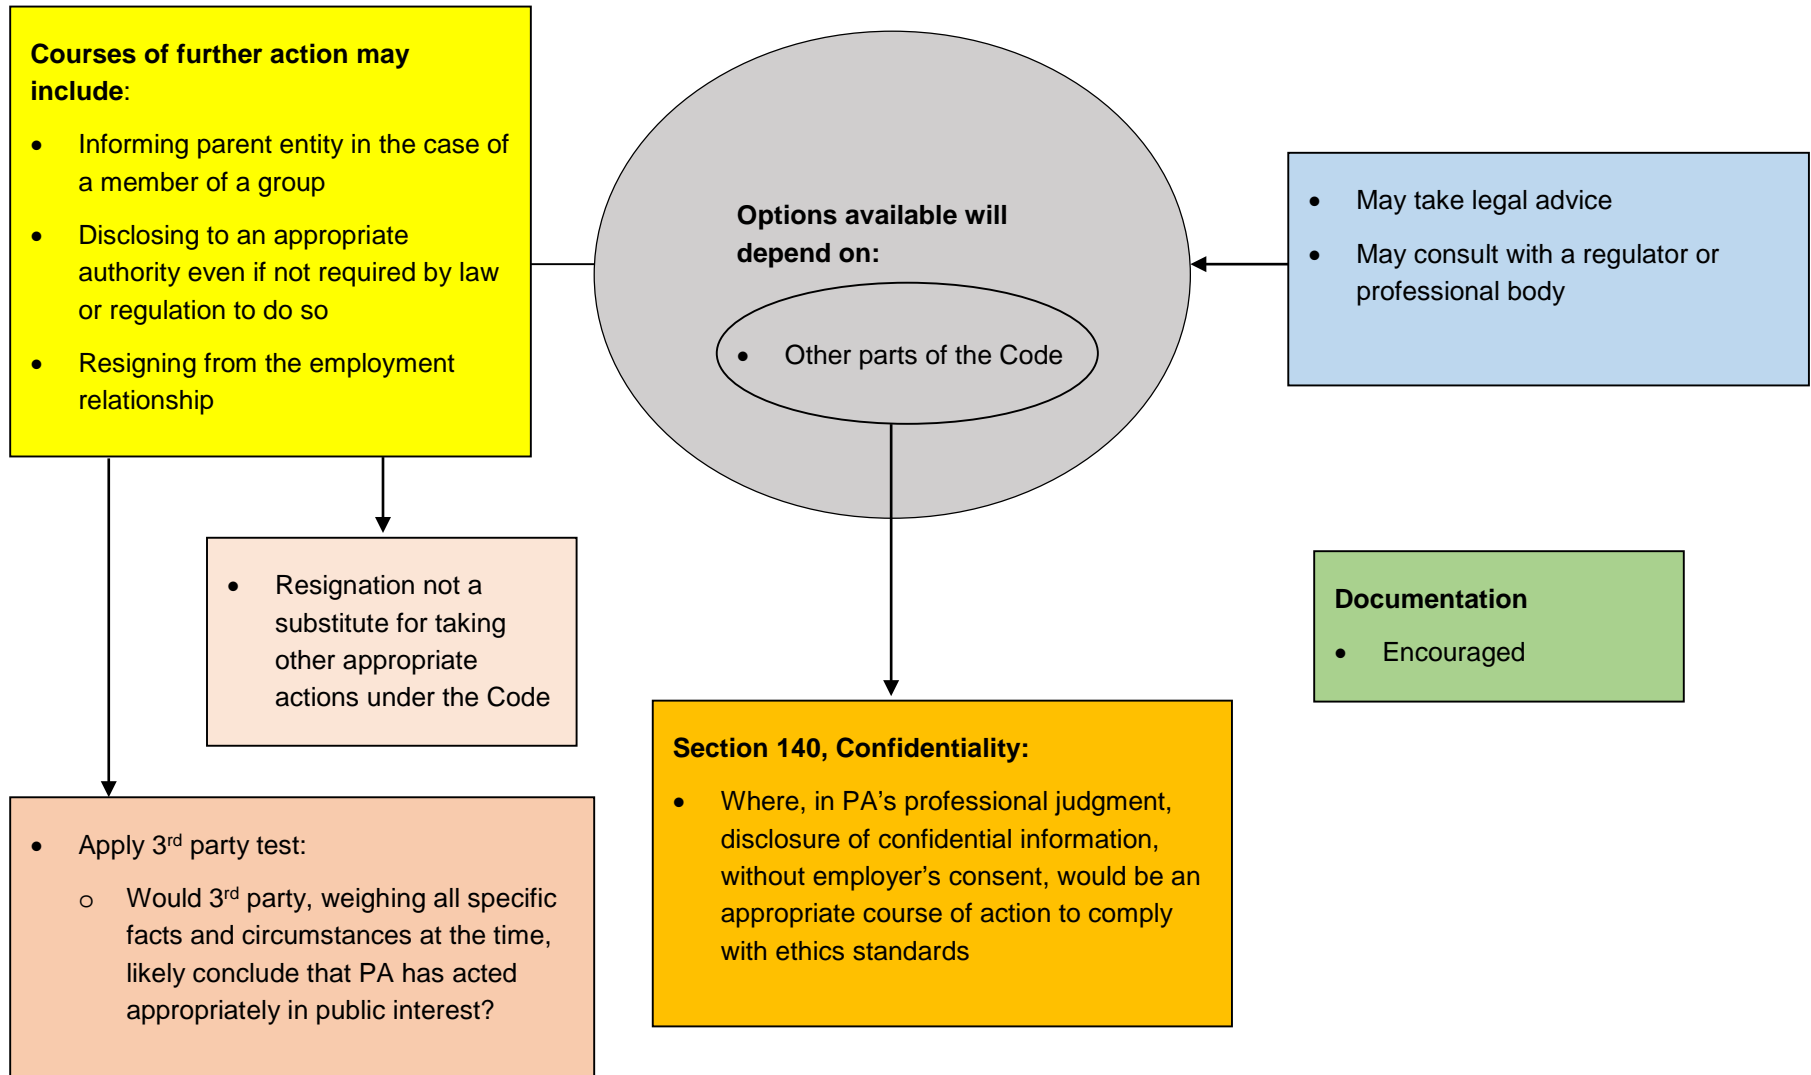 Courses of further action may
include:
• Informing parent entity in the case of
a member of a group
• Disclosing to an appropriate
authority even if not required by law
or regulation to do so
• Resigning from the employment
relationship
Options available will
depend on:
• Other parts of the Code
• May take legal advice
• May consult with a regulator or
professional body
• Resignation not a
substitute for taking
other appropriate
actions under the Code
Documentation
• Encouraged
Section 140, Confidentiality:
• Where, in PA’s professional judgment,
disclosure of confidential information,
without employer’s consent, would be an
appropriate course of action to comply
with ethics standards
• Apply 3rd party test:
o Would 3rd party, weighing all specific
facts and circumstances at the time,
likely conclude that PA has acted
appropriately in public interest?